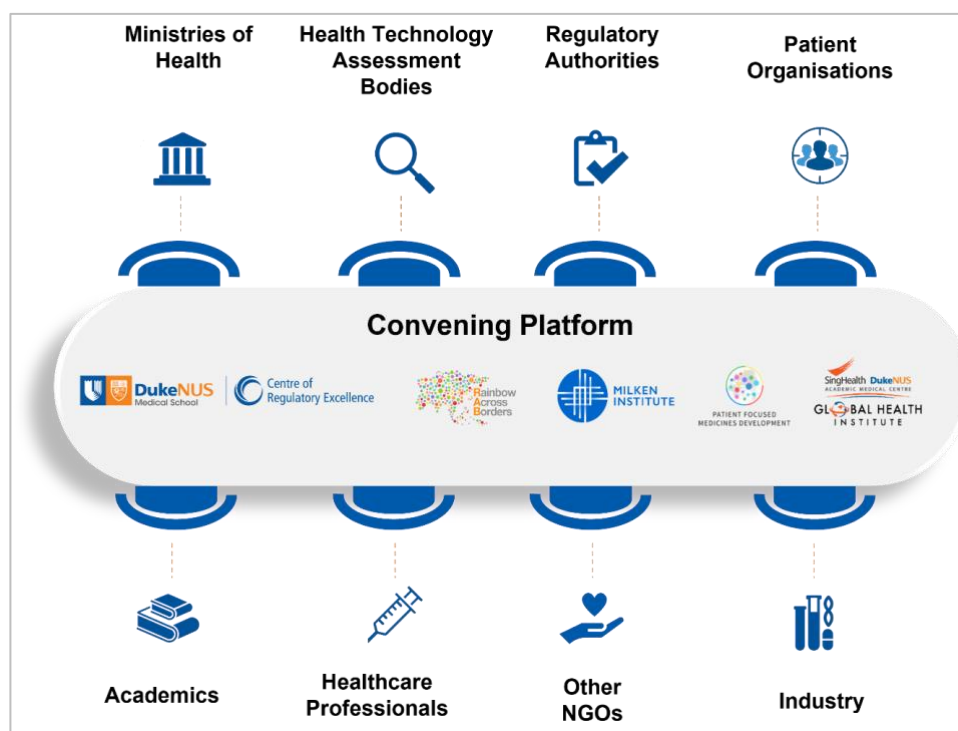 Ministries of
Health
Health Technology
Assessment
Bodies
Regulatory
Authorities
Patient
Organisations
Convening Platform
DukeNUS
Medical School
Centre of
Regulatory Excellence
Rainbow
Across
Borders
MILKEN
INSTITUTE
PATIENT FOCUSED
MEDICINES DEVELOPMENT
SingHealth DukeNUS
ACADEMIC MEDICAL CENTRE
GLOBAL HEALTH
INSTITUTE
Academics
Healthcare
Professionals
Other
NGOs
Industry